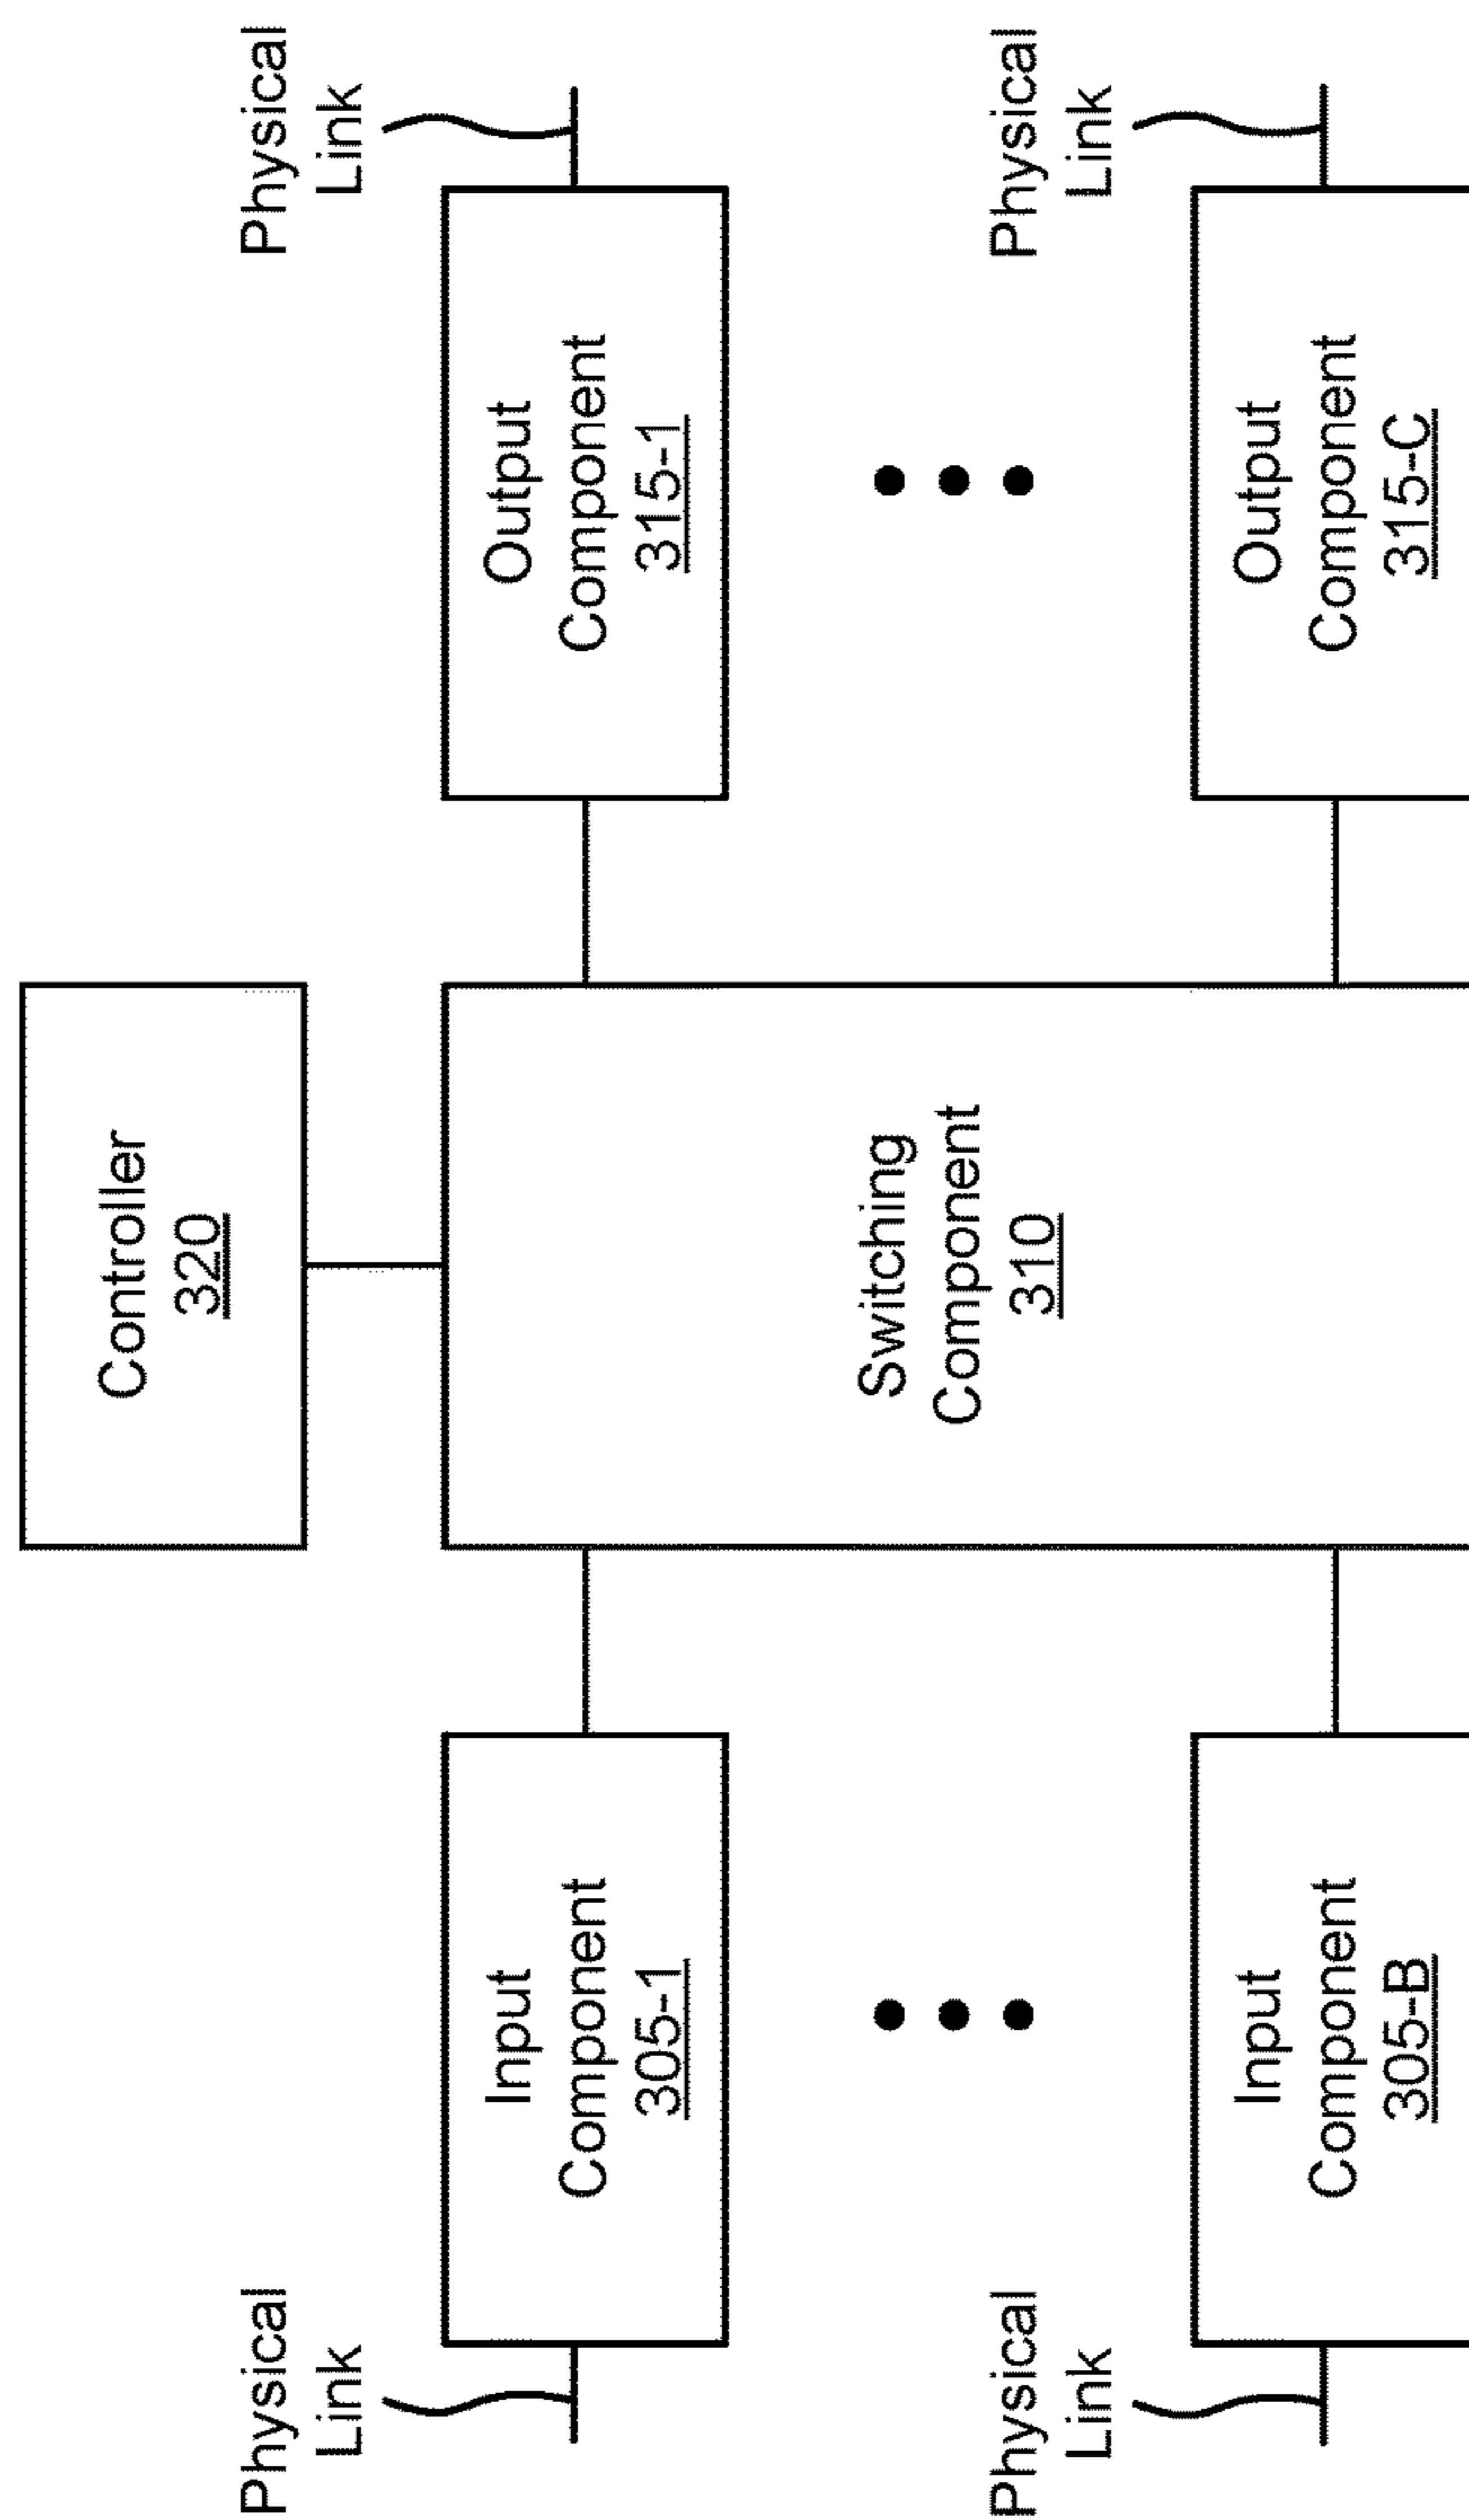 Controller
320
Physical
Link
Input
Component
305-1
Output
Component
315-1
Physical
Link
Switching
Component
310
Physical
Link
Input
Component
305-B
Output
Component
315-C
Physical
Link